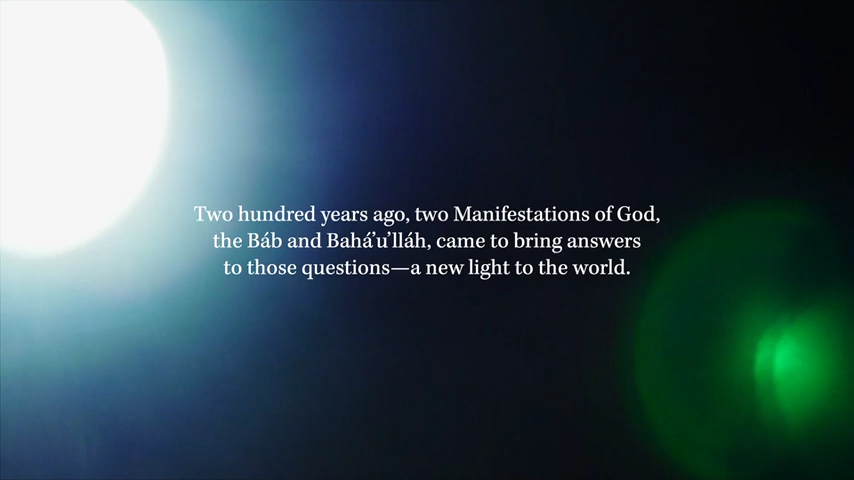 Two hundred years ago, two Manifestations of God,
the Báb and Bahá’u’lláh, came to bring answers
to those questions—a new light to the world.